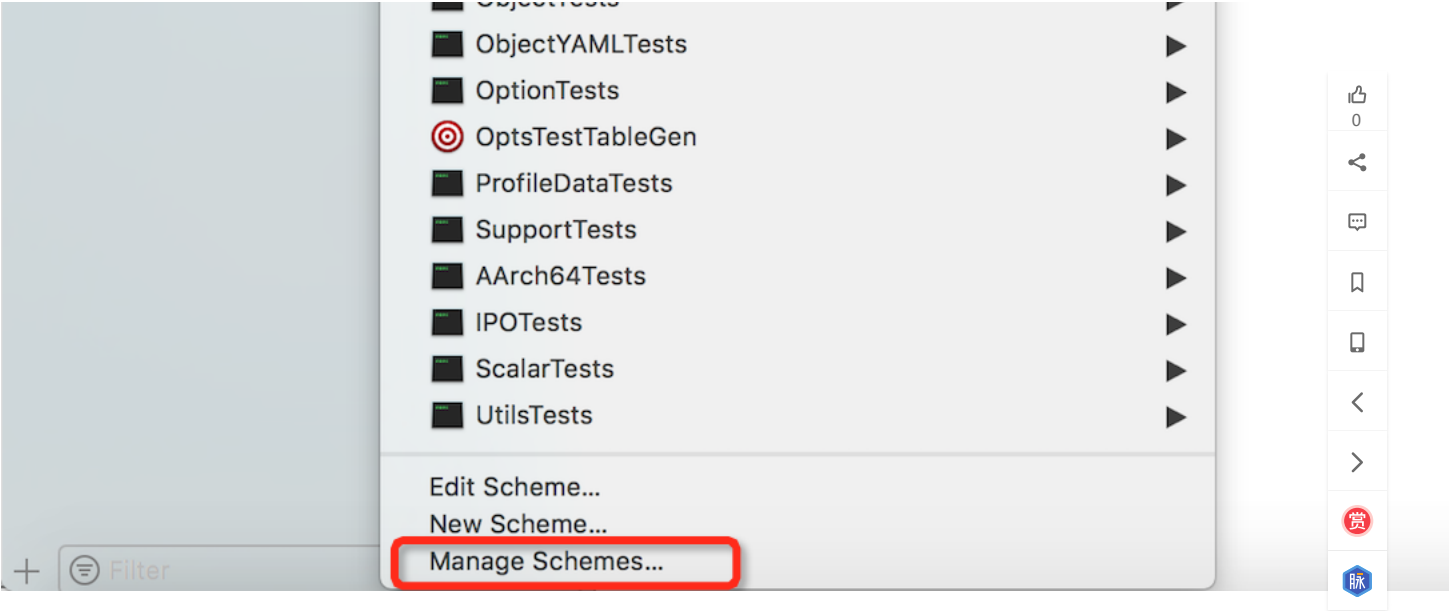 ObjectTests
ObjectYAMLTests
OptionTests
OptsTestTableGen
ProfileDataTests
SupportTests
AArch64Tests
IPOTests
ScalarTests
UtilsTests
Edit Scheme...
New Scheme...
Manage Schemes...
Filter
0
赏
脉